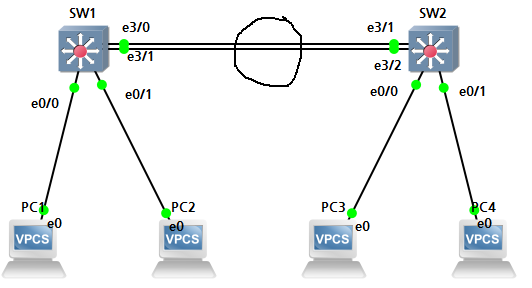 SW1
SW2
e3/0
e3/1
e3/1
e3/2
e0/0
e0/1
e0/0
e0/1
PC1
PC2
PC3
PC4
e0
e0
e0
e0
VPCS
VPCS
VPCS
VPCS